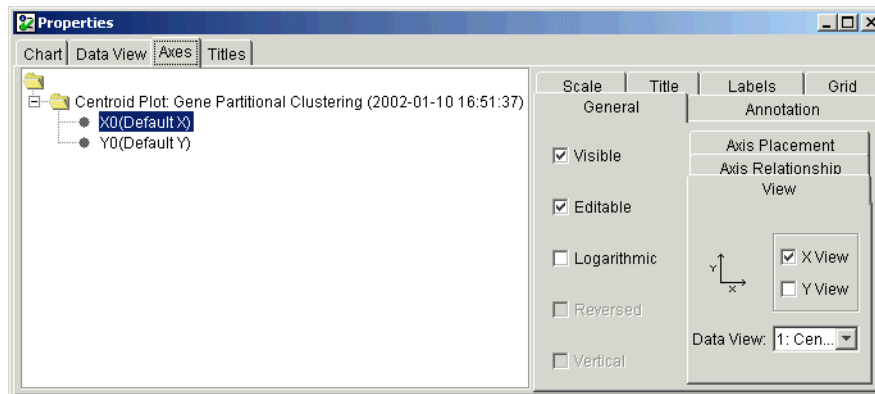 Properties
Chart Data View Axes Titles
Centroid Plot: Gene Partitional Clustering (2002-01-10 16:51:37)
X0(Default X)
Y0(Default Y)
Scale Title Labels Grid
General Annotation
Visible
Editable
Logarithmic
Reversed
Vertical
Axis Placement
Axis Relationship
View
Y
X
X View
Y View
Data View: 1: Cen...